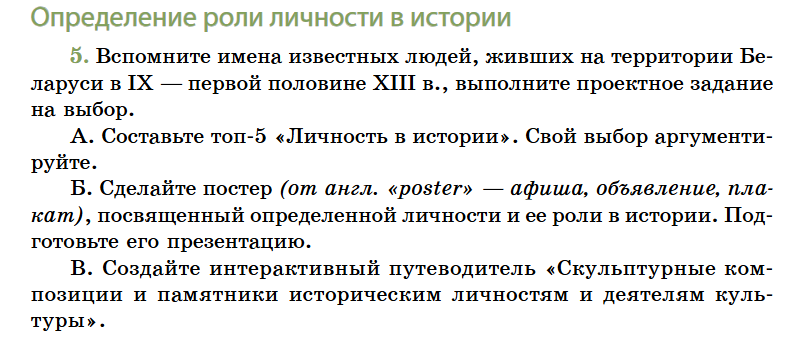 Определение роли личности в истории
5. Вспомните имена известных людей, живших на территории Бе-
ларуси в IX — первой половине XIII в., выполните проектное задание
на выбор.
А. Составьте топ-5 «Личность в истории». Свой выбор аргументи-
руйте.
Б. Сделайте постер (от англ. «poster» — афиша, объявление, пла-
кат), посвященный определенной личности и ее роли в истории. Под-
готовьте его презентацию.
В. Создайте интерактивный путеводитель «Скульптурные ком-
позиции и памятники историческим личностям и деятелям куль-
туры».